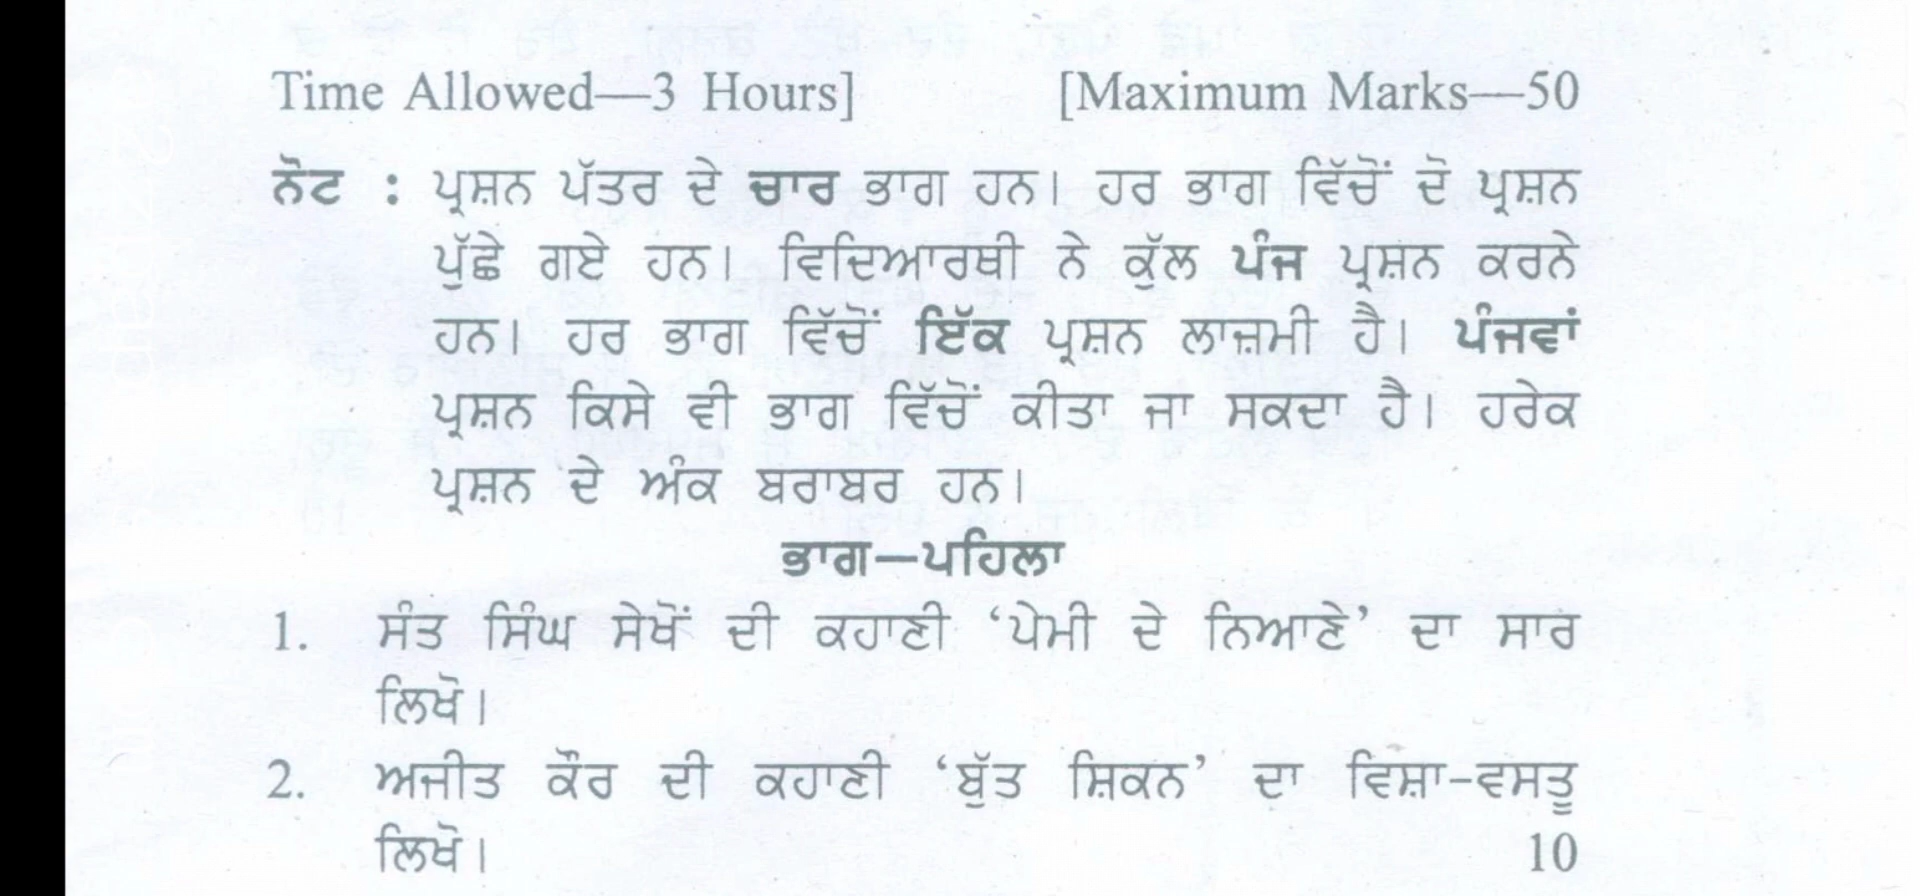 Time Allowed—3 Hours] [Maximum Marks—50
ਨੋਟ : ਪ੍ਰਸ਼ਨ ਪੱਤਰ ਦੇ ਚਾਰ ਭਾਗ ਹਨ। ਹਰ ਭਾਗ ਵਿੱਚੋਂ ਦੋ ਪ੍ਰਸ਼ਨ
ਪੁੱਛੇ ਗਏ ਹਨ। ਵਿਦਿਆਰਥੀ ਨੇ ਕੁੱਲ ਪੰਜ ਪ੍ਰਸ਼ਨ ਕਰਨੇ
ਹਨ। ਹਰ ਭਾਗ ਵਿੱਚੋਂ ਇੱਕ ਪ੍ਰਸ਼ਨ ਲਾਜ਼ਮੀ ਹੈ। ਪੰਜਵਾਂ
ਪ੍ਰਸ਼ਨ ਕਿਸੇ ਵੀ ਭਾਗ ਵਿੱਚੋਂ ਕੀਤਾ ਜਾ ਸਕਦਾ ਹੈ। ਹਰੇਕ
ਪ੍ਰਸ਼ਨ ਦੇ ਅੰਕ ਬਰਾਬਰ ਹਨ।
ਭਾਗ—ਪਹਿਲਾ
1. ਸੰਤ ਸਿੰਘ ਸੇਖੋਂ ਦੀ ਕਹਾਣੀ ‘ਪੇਮੀ ਦੇ ਨਿਆਣੇ’ ਦਾ ਸਾਰ
ਲਿਖੋ।
2. ਅਜੀਤ ਕੌਰ ਦੀ ਕਹਾਣੀ ‘ਬੁੱਤ ਸ਼ਿਕਨ’ ਦਾ ਵਿਸ਼ਾ-ਵਸਤੂ
ਲਿਖੋ। 10